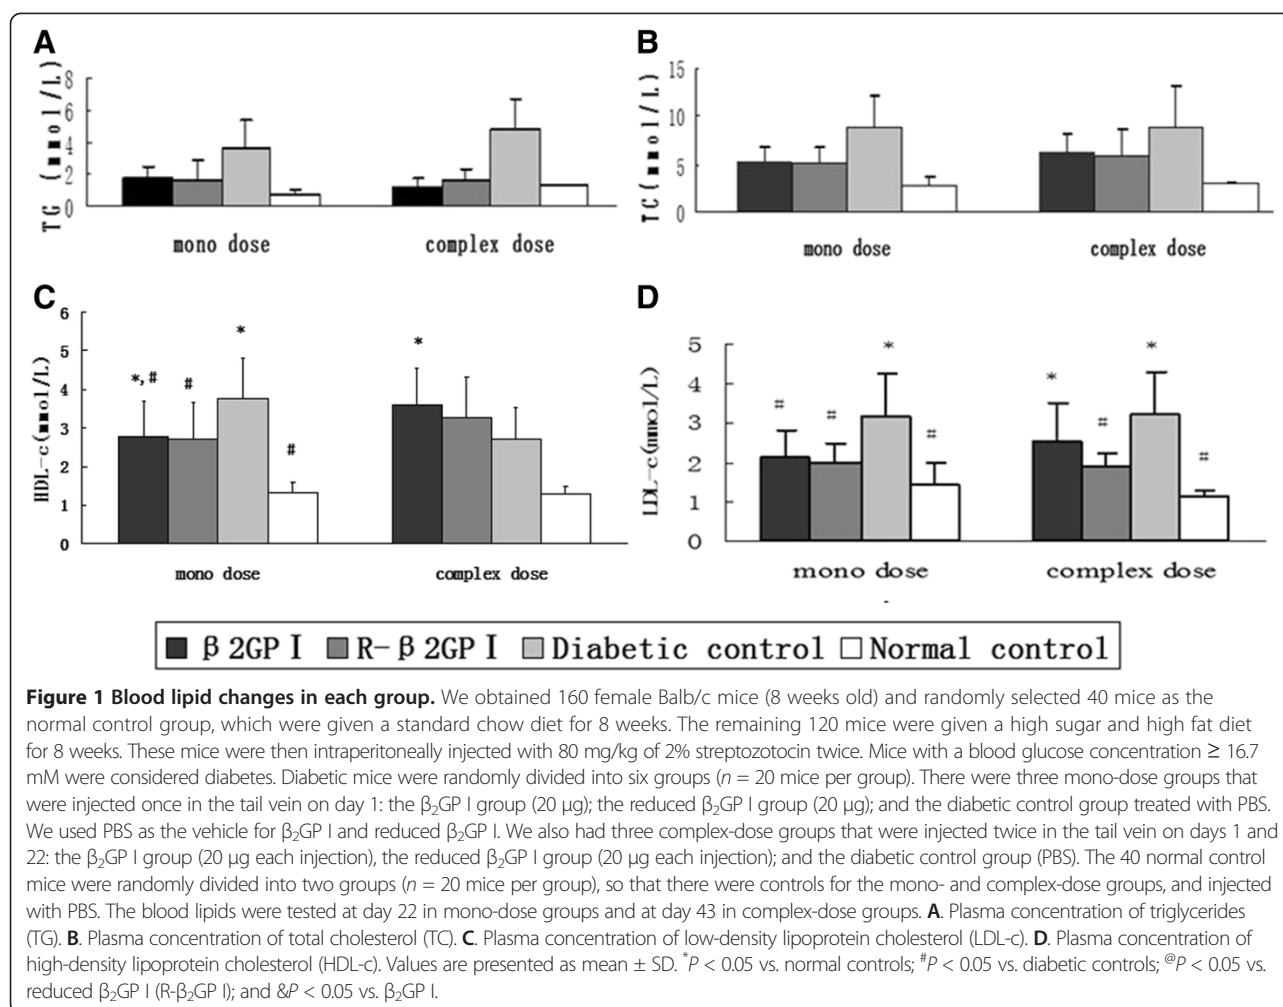 A
TG (mmol/L)
8
6
4
2
0
mono dose
complex dose
B
TC(mmol/L)
15
10
5
0
mono dose
complex dose
C
HDL-c(mmol/L)
6
5
4
3
2
1
0
*, #
#
*
#
*
mono dose
complex dose
D
LDL-c(mmol/L)
5
4
3
2
1
0
#
#
*
#
*
#
*
#
mono dose
complex dose
β2GPⅠ R-β2GPⅠ Diabetic control Normal control
Figure 1 Blood lipid changes in each group. We obtained 160 female Balb/c mice (8 weeks old) and randomly selected 40 mice as the
normal control group, which were given a standard chow diet for 8 weeks. The remaining 120 mice were given a high sugar and high fat diet
for 8 weeks. These mice were then intraperitoneally injected with 80 mg/kg of 2% streptozotocin twice. Mice with a blood glucose concentration ≥ 16.7
mM were considered diabetes. Diabetic mice were randomly divided into six groups (n = 20 mice per group). There were three mono-dose groups that
were injected once in the tail vein on day 1: the β₂GP I group (20 μg); the reduced β₂GP I group (20 μg); and the diabetic control group treated with PBS.
We used PBS as the vehicle for β₂GP I and reduced β₂GP I. We also had three complex-dose groups that were injected twice in the tail vein on days 1 and
22: the β₂GP I group (20 μg each injection), the reduced β₂GP I group (20 μg each injection); and the diabetic control group (PBS). The 40 normal control
mice were randomly divided into two groups (n = 20 mice per group), so that there were controls for the mono- and complex-dose groups, and injected
with PBS. The blood lipids were tested at day 22 in mono-dose groups and at day 43 in complex-dose groups. A. Plasma concentration of triglycerides
(TG). B. Plasma concentration of total cholesterol (TC). C. Plasma concentration of low-density lipoprotein cholesterol (LDL-c). D. Plasma concentration of
high-density lipoprotein cholesterol (HDL-c). Values are presented as mean ± SD. *P < 0.05 vs. normal controls; #P < 0.05 vs. diabetic controls; @P < 0.05 vs.
reduced β₂GP I (R-β₂GP I); and &P < 0.05 vs. β₂GP I.